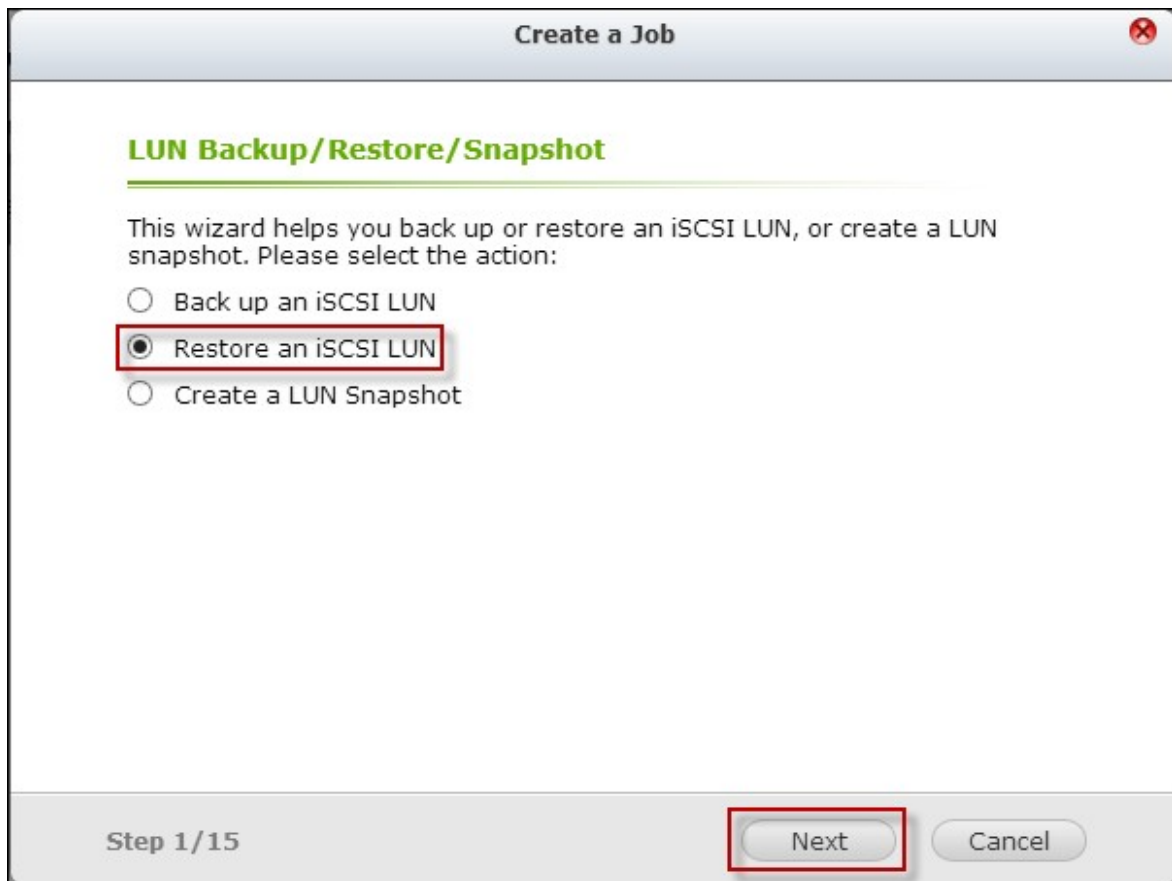 Create a Job
LUN Backup/Restore/Snapshot
This wizard helps you back up or restore an iSCSI LUN, or create a LUN
snapshot. Please select the action:
Back up an iSCSI LUN
Restore an iSCSI LUN
Create a LUN Snapshot
Step 1/15
Next
Cancel